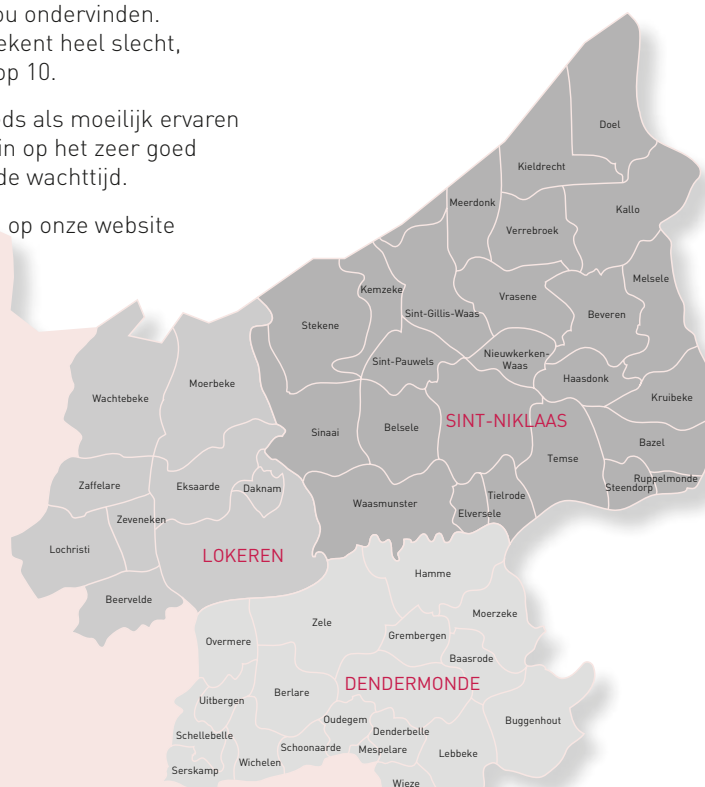 ou ondervinden.
ekent heel slecht,
op 10.
ds als moeilijk ervaren
in op het zeer goed
de wachttijd.
op onze website
Doel
Kieldrecht
Meerdonk
Kallo
Verrebroek
Melsele
Kemzeke
Vrasene
Sint-Gillis-Waas
Beveren
Stekene
Nieuwkerken-
Waas
Sint-Pauwels
Haasdonk
Moerbeke
Wachtebeke
Kruibeke
SINT-NIKLAAS
Belsele
Sinaai
Bazel
Temse
Ruppelmonde
Steendorp
Zaffelare
Eksaarde
Daknam
Tielrode
Waasmunster
Elversele
Zeveneken
Lochristi
LOKEREN
Hamme
Beervelde
Moerzeke
Zele
Grembergen
Overmere
Baasrode
DENDERMONDE
Berlare
Uitbergen
Oudegem
Buggenhout
Denderbelle
Schellebelle
Schoonaarde
Mespelare
Lebbeke
Wichelen
Serskamp
Wieze